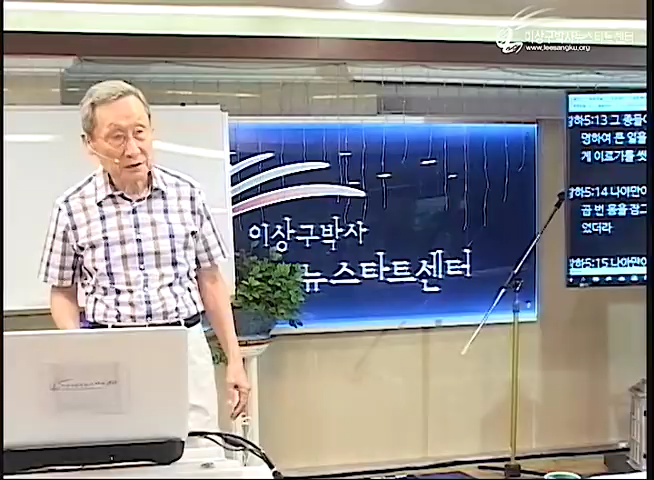 이상구박사뉴스타트센터
www.leesangku.org
이상구박사
뉴스타트센터
왕하5:13 그 종들이
명하여 큰 일을
게 이르기를 씻
왕하5:14 나아만이
곱 번 몸을 잠그
왕하5:15 나아만이